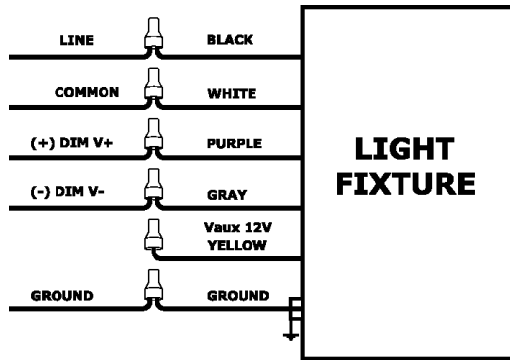 LINE BLACK
COMMON WHITE
(+) DIM V+ PURPLE
(-) DIM V- GRAY
Vaux 12V
YELLOW
GROUND GROUND
LIGHT
FIXTURE